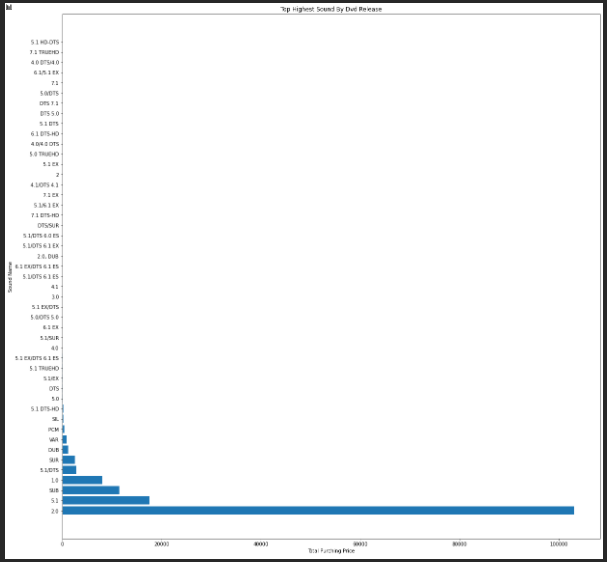 Top Highest Sound By Dvd Release
5.1 HD-DTS
7.1 TRUEHD
4.0 DTS/4.0
6.1/5.1 EX
7.1
5.0/DTS
DTS 7.1
DTS 5.0
5.1 DTS
6.1 DTS-HD
4.0/4.0 DTS
5.0 TRUEHD
5.1 EX
2
4.1/DTS 4.1
7.1 EX
5.1/6.1 EX
7.1 DTS-HD
DTS/SUR
5.1/DTS 6.0 ES
5.1/DTS 6.1 EX
2.0, DUB
6.1 EX/DTS 6.1 ES
5.1/DTS 6.1 ES
4.1
3.0
5.1 EX/DTS
5.0/DTS 5.0
6.1 EX
5.1/SUR
4.0
5.1 EX/DTS 6.1 ES
5.1 TRUEHD
5.1/EX
DTS
5.0
5.1 DTS-HD
SIL
PCM
VAR
DUB
SUR
5.1/DTS
1.0
SUB
5.1
2.0
Sound Name
0 20000 40000 60000 80000 100000
Total Purching Price